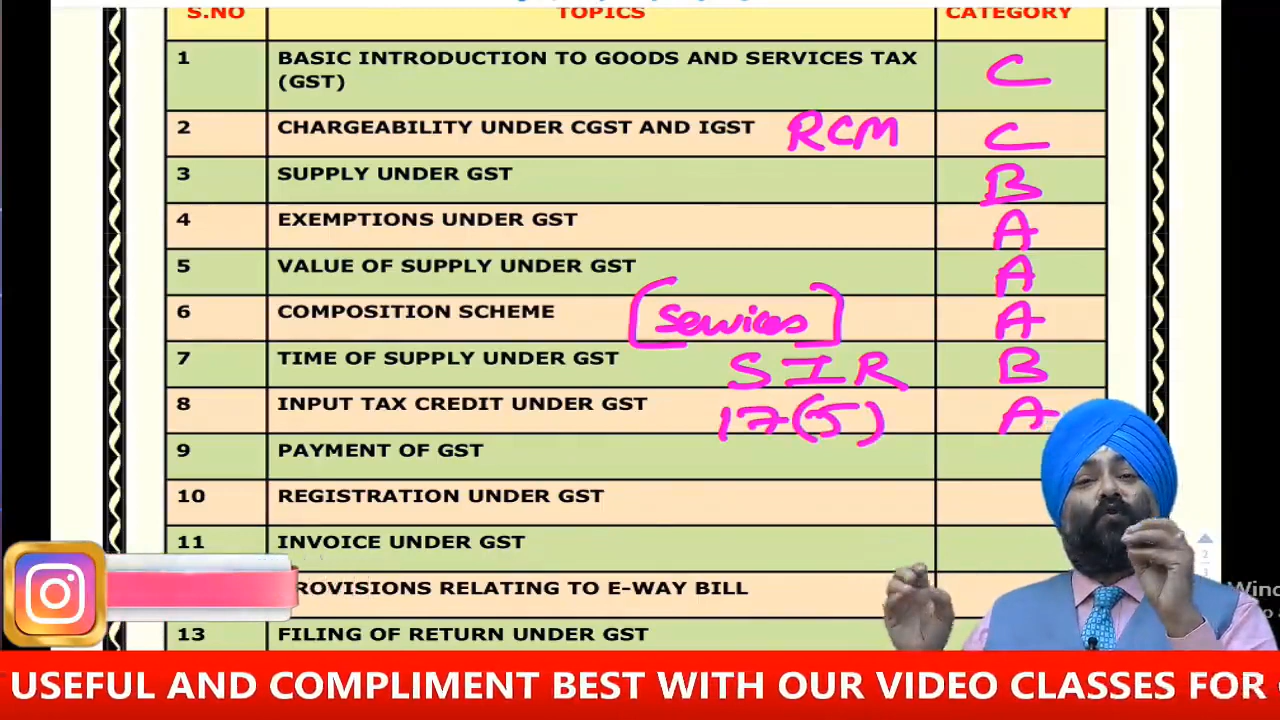 S.NO TOPICS CATEGORY
1 BASIC INTRODUCTION TO GOODS AND SERVICES TAX
(GST) C
2 CHARGEABILITY UNDER CGST AND IGST RCM C
3 SUPPLY UNDER GST B
4 EXEMPTIONS UNDER GST A
5 VALUE OF SUPPLY UNDER GST A
6 COMPOSITION SCHEME [Services] A
7 TIME OF SUPPLY UNDER GST S I R B
8 INPUT TAX CREDIT UNDER GST 17(5) A
9 PAYMENT OF GST
10 REGISTRATION UNDER GST
11 INVOICE UNDER GST
ROVISIONS RELATING TO E-WAY BILL
13 FILING OF RETURN UNDER GST
USEFUL AND COMPLIMENT BEST WITH OUR VIDEO CLASSES FOR